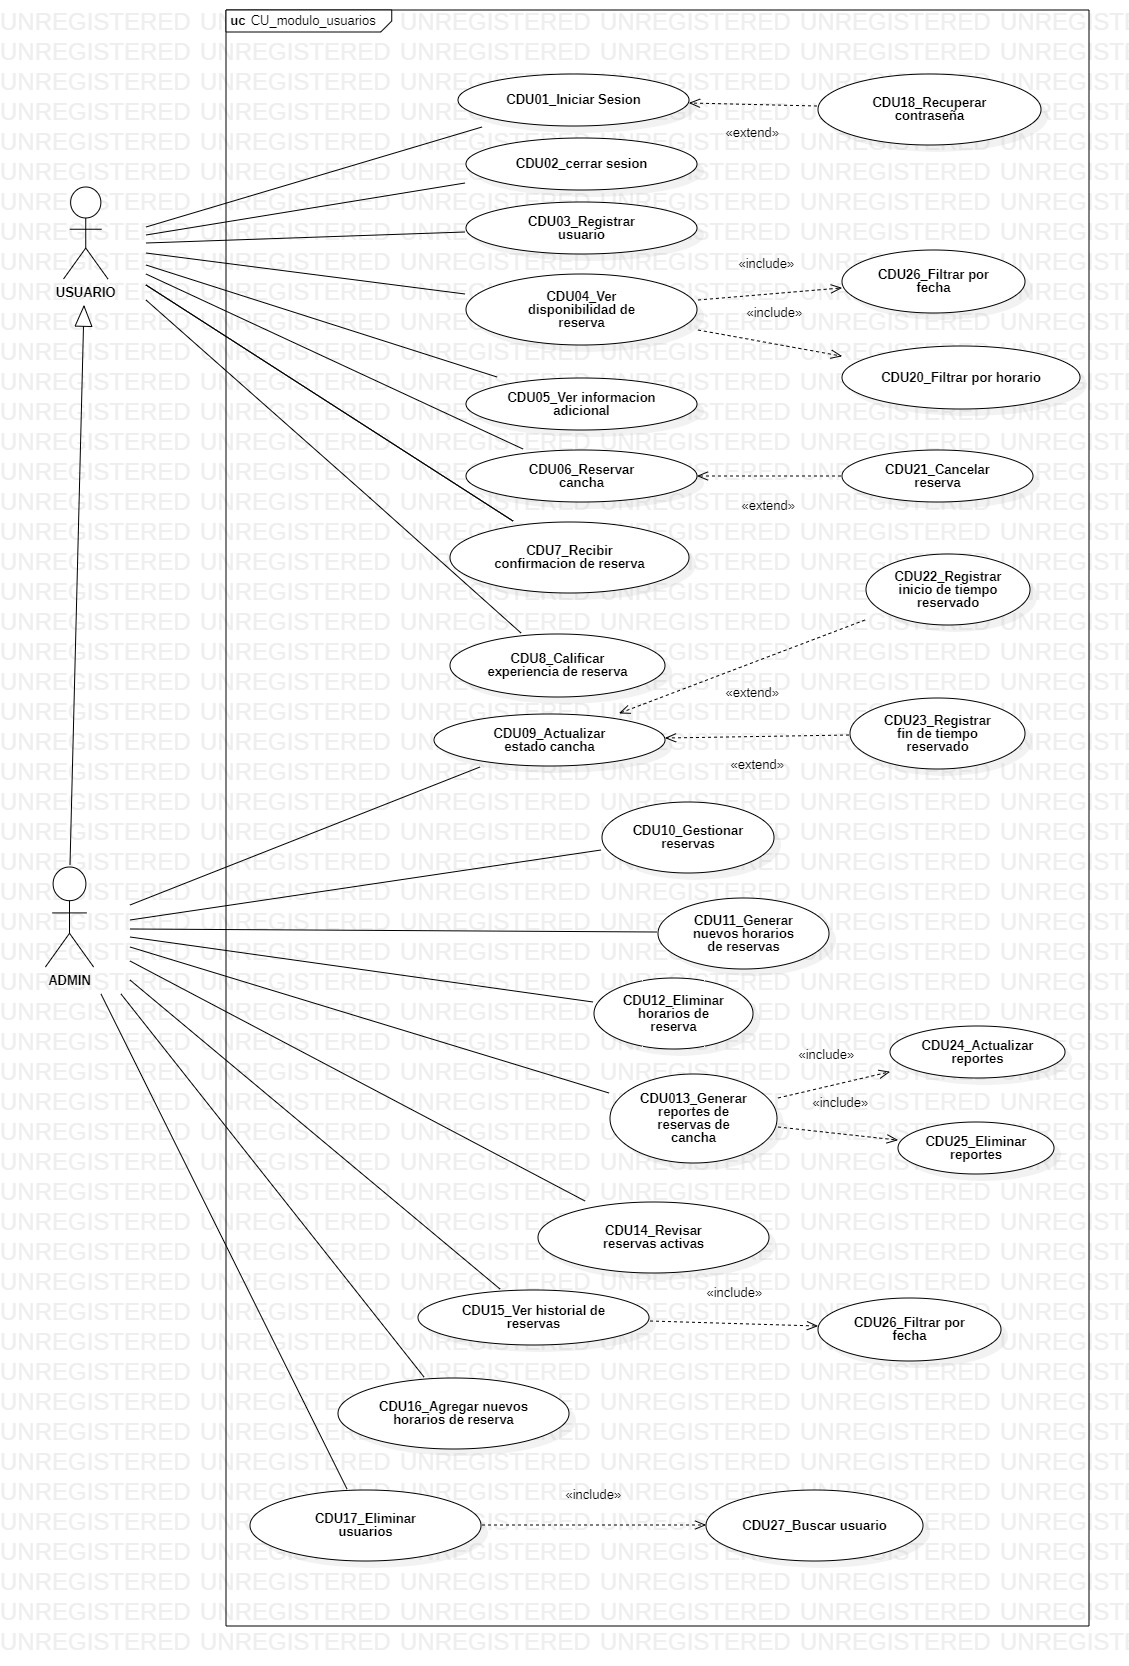 uc CU_modulo_usuarios
CDU01_Iniciar Sesion
CDU18_Recuperar
contraseña
«extend»
CDU02_cerrar sesion
CDU03_Registrar
usuario
USUARIO
«include»
CDU26_Filtrar por
fecha
CDU04_Ver
disponibilidad de
reserva
«include»
CDU20_Filtrar por horario
CDU05_Ver informacion
adicional
CDU06_Reservar
cancha
CDU21_Cancelar
reserva
«extend»
CDU7_Recibir
confirmacion de reserva
CDU22_Registrar
inicio de tiempo
reservado
CDU8_Calificar
experiencia de reserva
«extend»
CDU09_Actualizar
estado cancha
CDU23_Registrar
fin de tiempo
reservado
«extend»
CDU10_Gestionar
reservas
CDU11_Generar
nuevos horarios
de reservas
ADMIN
CDU12_Eliminar
horarios de
reserva
«include»
CDU24_Actualizar
reportes
CDU013_Generar
reportes de
reservas de
cancha
«include»
CDU25_Eliminar
reportes
CDU14_Revisar
reservas activas
«include»
CDU15_Ver historial de
reservas
CDU26_Filtrar por
fecha
CDU16_Agregar nuevos
horarios de reserva
«include»
CDU17_Eliminar
usuarios
CDU27_Buscar usuario
UNREGISTERED